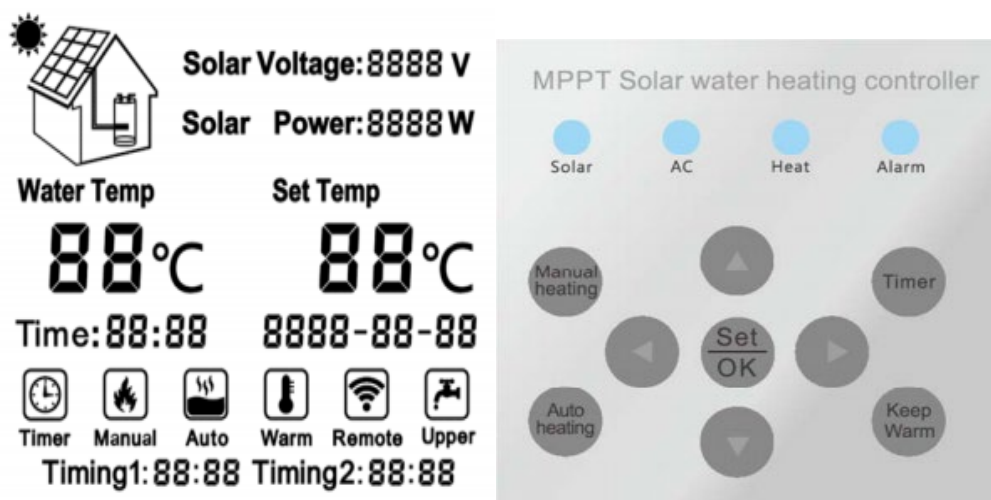 Solar Voltage:8888 V
Solar Power:8888 W
Water Temp Set Temp
88°C 88°C
Time:88:88 8888-88-88
Timer Manual Auto Warm Remote Upper
Timing1:88:88 Timing2:88:88
MPPT Solar water heating controller
Solar AC Heat Alarm
Manual
heating
Timer
Set
OK
Auto
heating
Keep
Warm